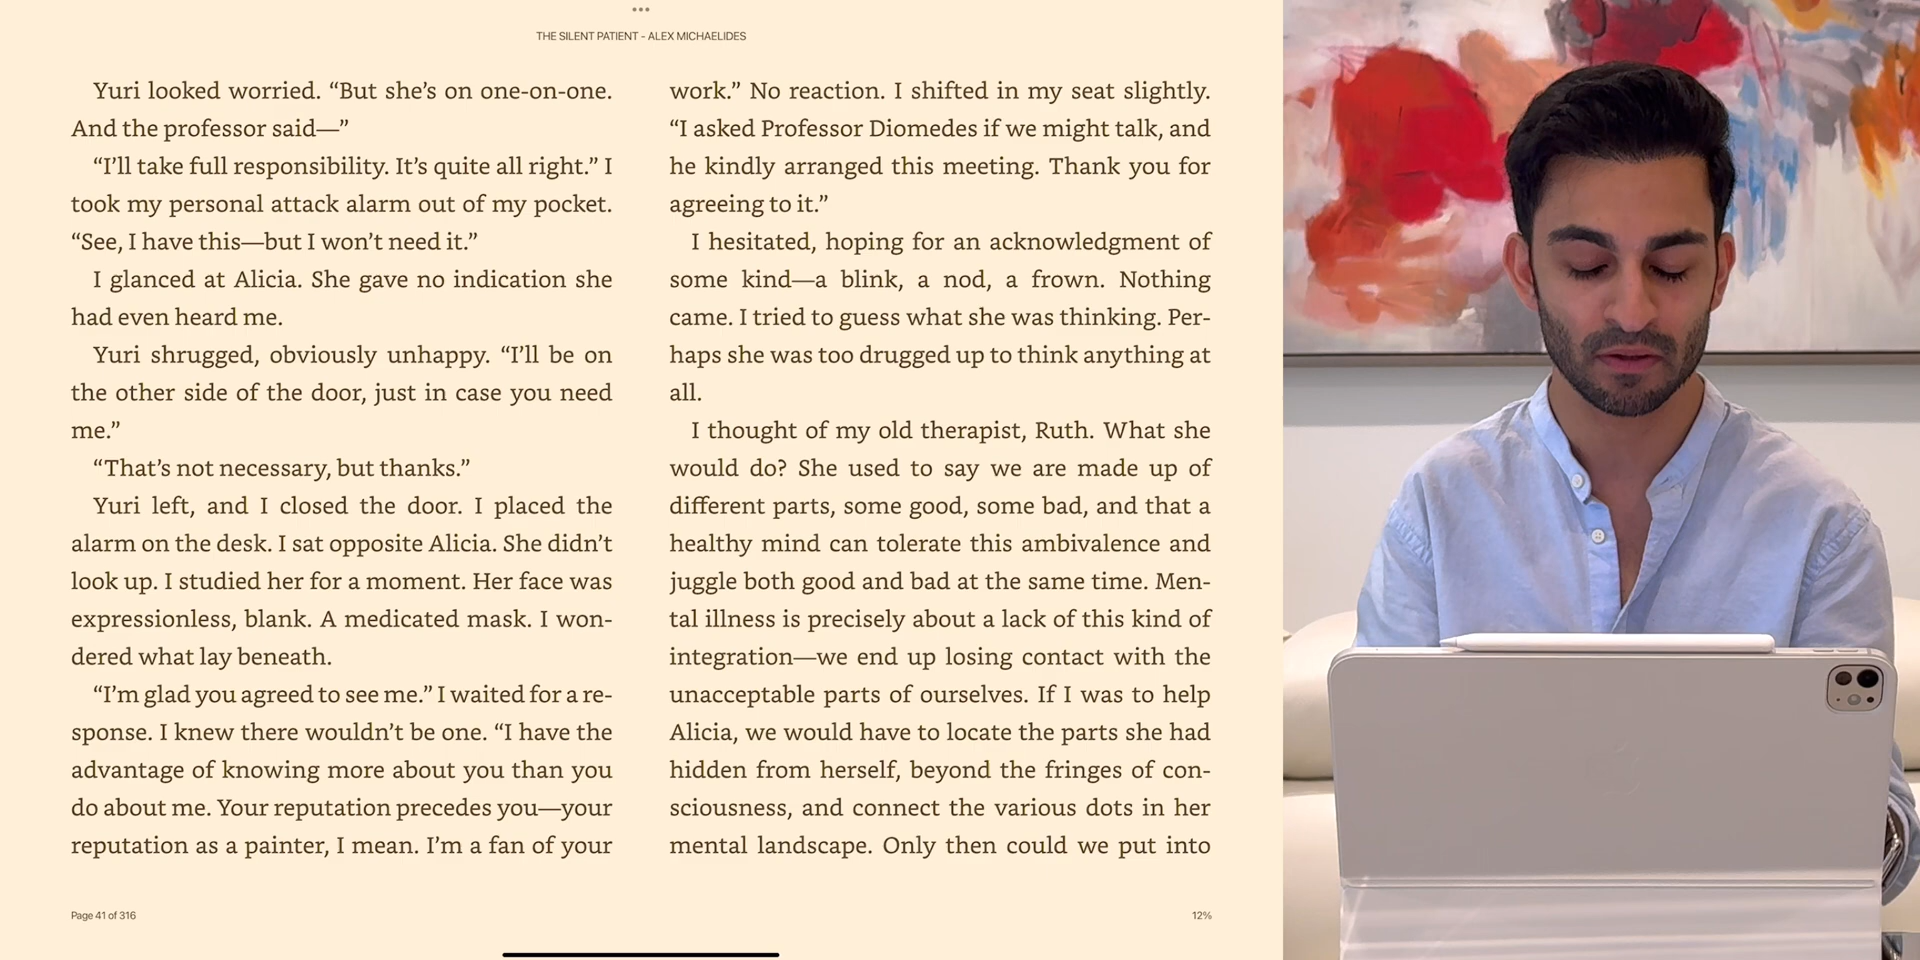 THE SILENT PATIENT - ALEX MICHAELIDES
Yuri looked worried. “But she’s on one-on-one.
And the professor said—”
“I’ll take full responsibility. It’s quite all right.” I
took my personal attack alarm out of my pocket.
“See, I have this—but I won’t need it.”
I glanced at Alicia. She gave no indication she
had even heard me.
Yuri shrugged, obviously unhappy. “I’ll be on
the other side of the door, just in case you need
me.”
“That’s not necessary, but thanks.”
Yuri left, and I closed the door. I placed the
alarm on the desk. I sat opposite Alicia. She didn’t
look up. I studied her for a moment. Her face was
expressionless, blank. A medicated mask. I won-
dered what lay beneath.
“I’m glad you agreed to see me.” I waited for a re-
sponse. I knew there wouldn’t be one. “I have the
advantage of knowing more about you than you
do about me. Your reputation precedes you—your
reputation as a painter, I mean. I’m a fan of your
work.” No reaction. I shifted in my seat slightly.
“I asked Professor Diomedes if we might talk, and
he kindly arranged this meeting. Thank you for
agreeing to it.”
I hesitated, hoping for an acknowledgment of
some kind—a blink, a nod, a frown. Nothing
came. I tried to guess what she was thinking. Per-
haps she was too drugged up to think anything at
all.
I thought of my old therapist, Ruth. What she
would do? She used to say we are made up of
different parts, some good, some bad, and that a
healthy mind can tolerate this ambivalence and
juggle both good and bad at the same time. Men-
tal illness is precisely about a lack of this kind of
integration—we end up losing contact with the
unacceptable parts of ourselves. If I was to help
Alicia, we would have to locate the parts she had
hidden from herself, beyond the fringes of con-
sciousness, and connect the various dots in her
mental landscape. Only then could we put into
Page 41 of 316
12%